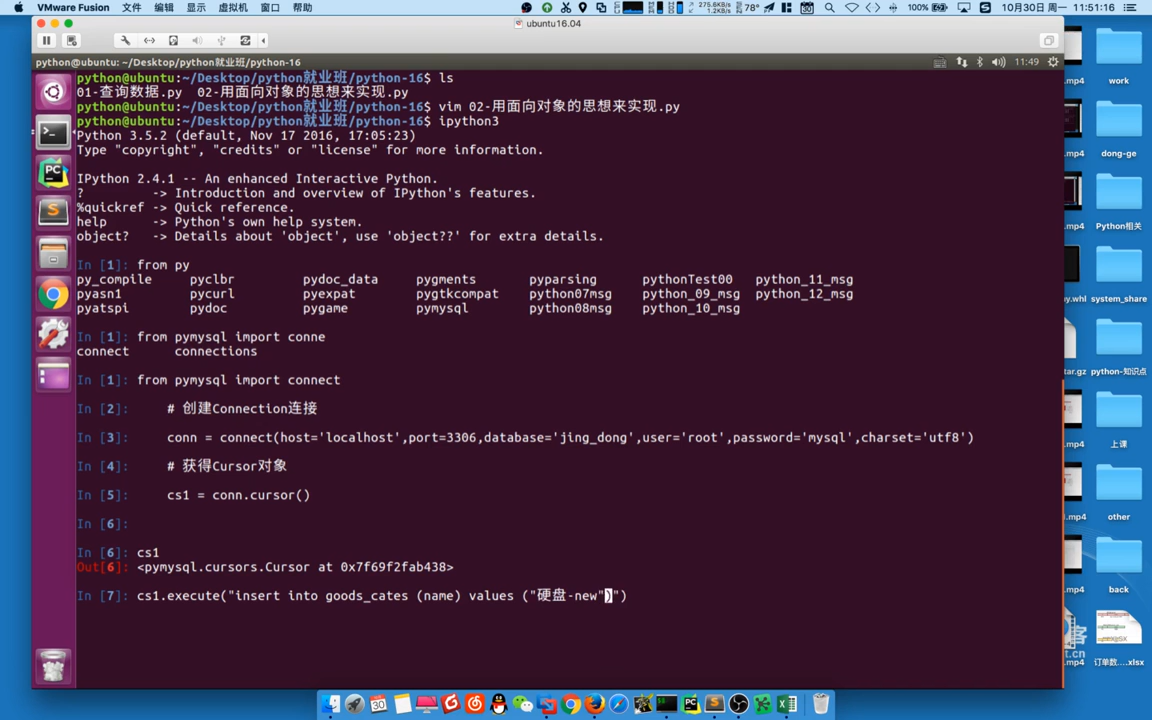 VMware Fusion 文件 编辑 显示 虚拟机 窗口 帮助 275.6K/s 1.2KB/s 78° 100% 10月30日 周一 11:51:16
ubuntu16.04
python@ubuntu: ~/Desktop/python就业班/python-16 11:49
python@ubuntu:~/Desktop/python就业班/python-16$ ls
01-查询数据.py 02-用面向对象的思想来实现.py
python@ubuntu:~/Desktop/python就业班/python-16$ vim 02-用面向对象的思想来实现.py
python@ubuntu:~/Desktop/python就业班/python-16$ ipython3
Python 3.5.2 (default, Nov 17 2016, 17:05:23)
Type "copyright", "credits" or "license" for more information.
IPython 2.4.1 -- An enhanced Interactive Python.
? -> Introduction and overview of IPython's features.
%quickref -> Quick reference.
help -> Python's own help system.
object? -> Details about 'object', use 'object??' for extra details.
In [1]: from py
py_compile pyclbr pydoc_data pygments pyparsing pythonTest00 python_11_msg
pyasn1 pycurl pyexpat pygtkcompat python07msg python_09_msg python_12_msg
pyatspi pydoc pygame pymysql python08msg python_10_msg
In [1]: from pymysql import conne
connect connections
In [1]: from pymysql import connect
In [2]: # 创建Connection连接
In [3]: conn = connect(host='localhost',port=3306,database='jing_dong',user='root',password='mysql',charset='utf8')
In [4]: # 获得Cursor对象
In [5]: cs1 = conn.cursor()
In [6]:
In [6]: cs1
Out[6]: <pymysql.cursors.Cursor at 0x7f69f2fab438>
In [7]: cs1.execute("insert into goods_cates (name) values ("硬盘-new")")
.mp4 work
.mp4 dong-ge
.mp4 Python相关
ny.whl system_share
tar.gz python-知识点
.mp4 上课
.mp4 other
.mp4 back
.mp4 订单数....xlsx